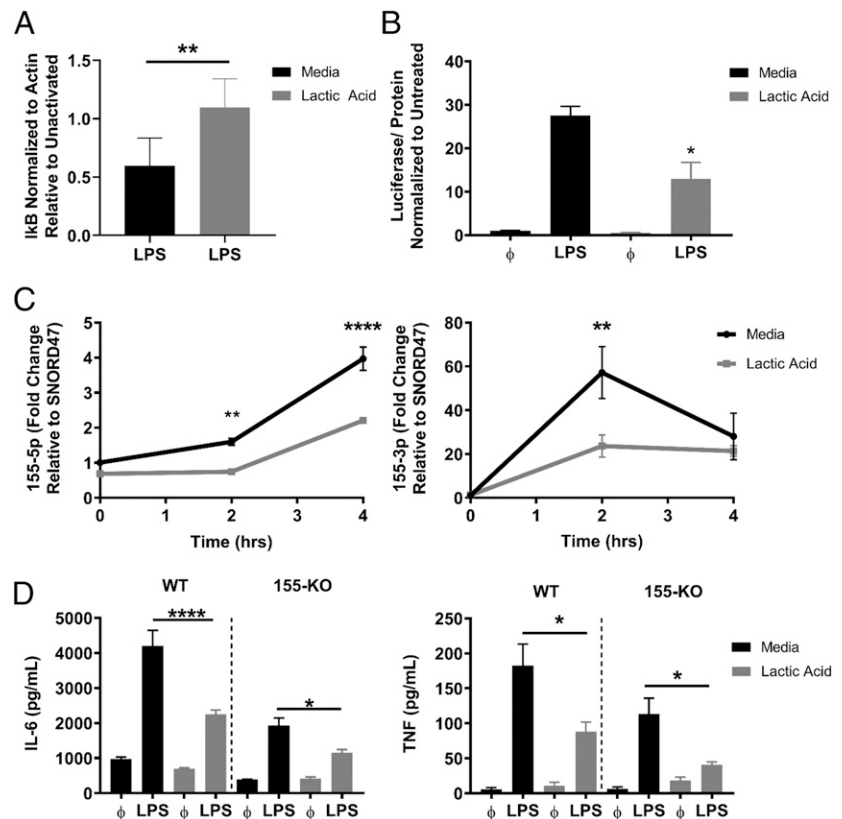 A
IkB Normalized to Actin
Relative to Unactivated
1.5
1.0
0.5
0.0
**
LPS LPS
Media
Lactic Acid
B
Luciferase/ Protein
Normalalized to Untreated
40
30
20
10
0
*
ϕ LPS ϕ LPS
Media
Lactic Acid
C
155-5p (Fold Change
Relative to SNORD47)
5
4
3
2
1
0
**
****
0 1 2 3 4
Time (hrs)
155-3p (Fold Change
Relative to SNORD47)
80
60
40
20
0
**
0 1 2 3 4
Time (hrs)
Media
Lactic Acid
D
WT 155-KO
IL-6 (pg/mL)
5000
4000
3000
2000
1000
0
****
*
ϕ LPS ϕ LPS ϕ LPS ϕ LPS
WT 155-KO
TNF (pg/mL)
250
200
150
100
50
0
*
*
ϕ LPS ϕ LPS ϕ LPS ϕ LPS
Media
Lactic Acid